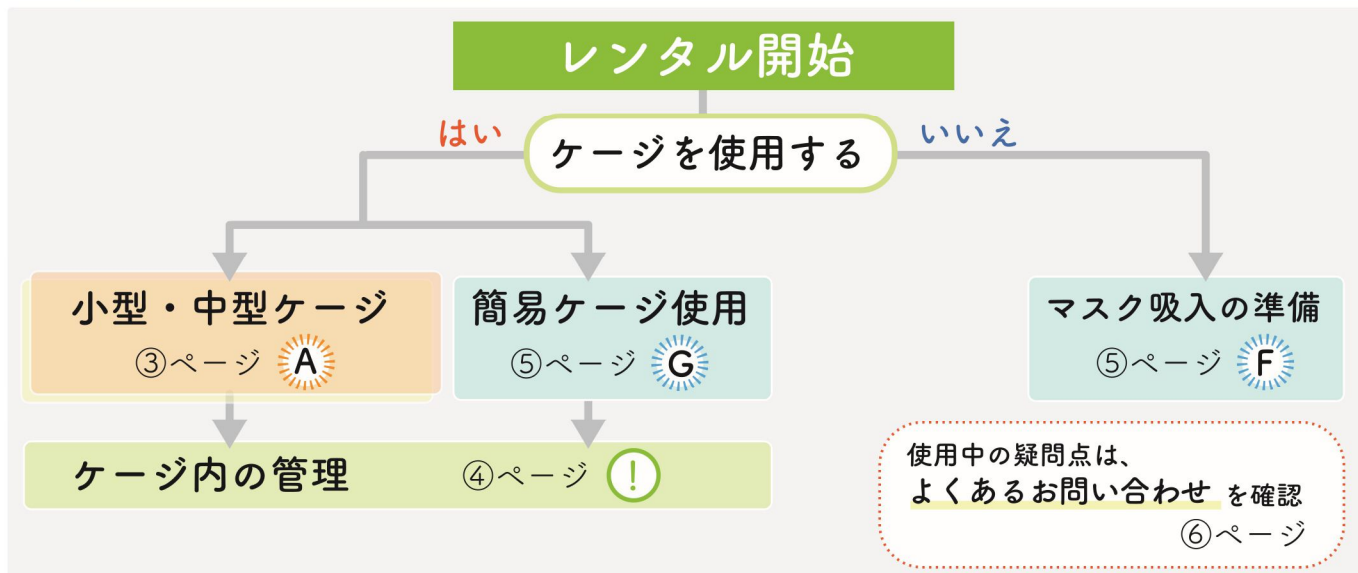 レンタル開始
はい
ケージを使用する
いいえ
小型・中型ケージ
③ページ A
簡易ケージ使用
⑤ページ G
マスク吸入の準備
⑤ページ F
ケージ内の管理 ④ページ !
使用中の疑問点は、
よくあるお問い合わせ を確認
⑥ページ